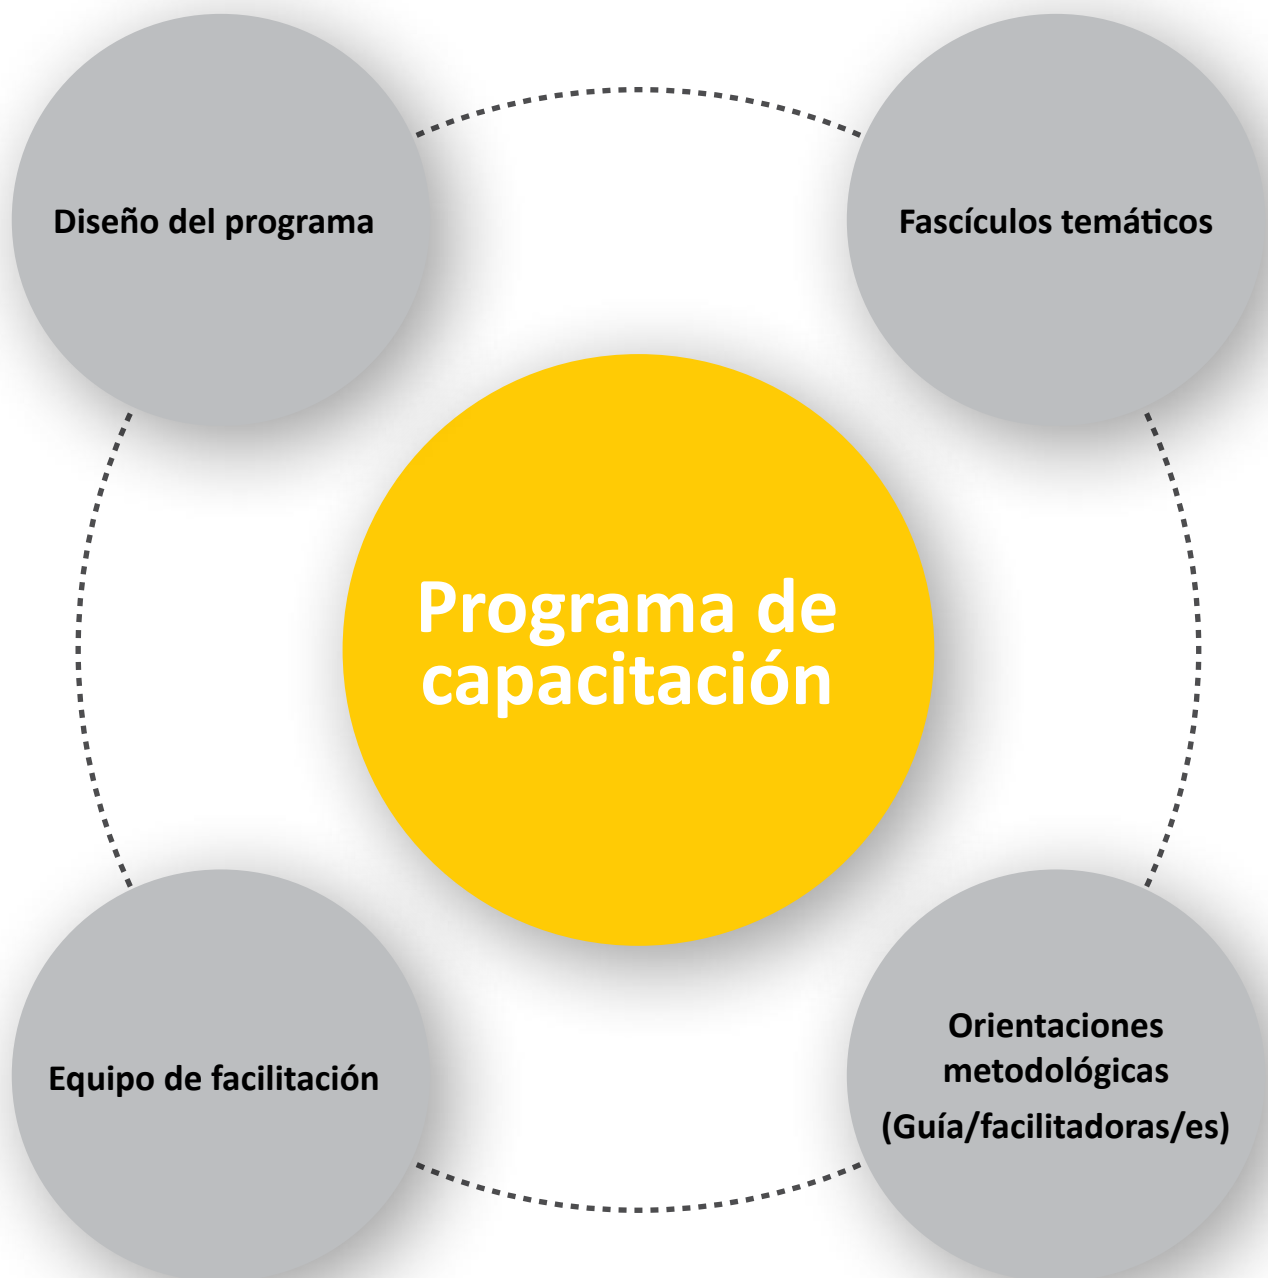 Diseño del programa
Fascículos temáticos
Programa de
capacitación
Equipo de facilitación
Orientaciones
metodológicas
(Guía/facilitadoras/es)